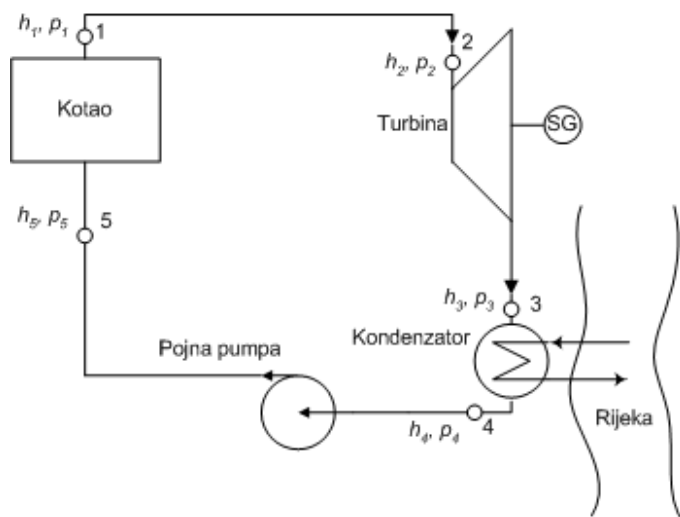 h₁, p₁ 1
2
h₂, p₂
Kotao
Turbina
SG
h₅, p₅ 5
h₃, p₃ 3
Kondenzator
Pojna pumpa
Rijeka
4
h₄, p₄